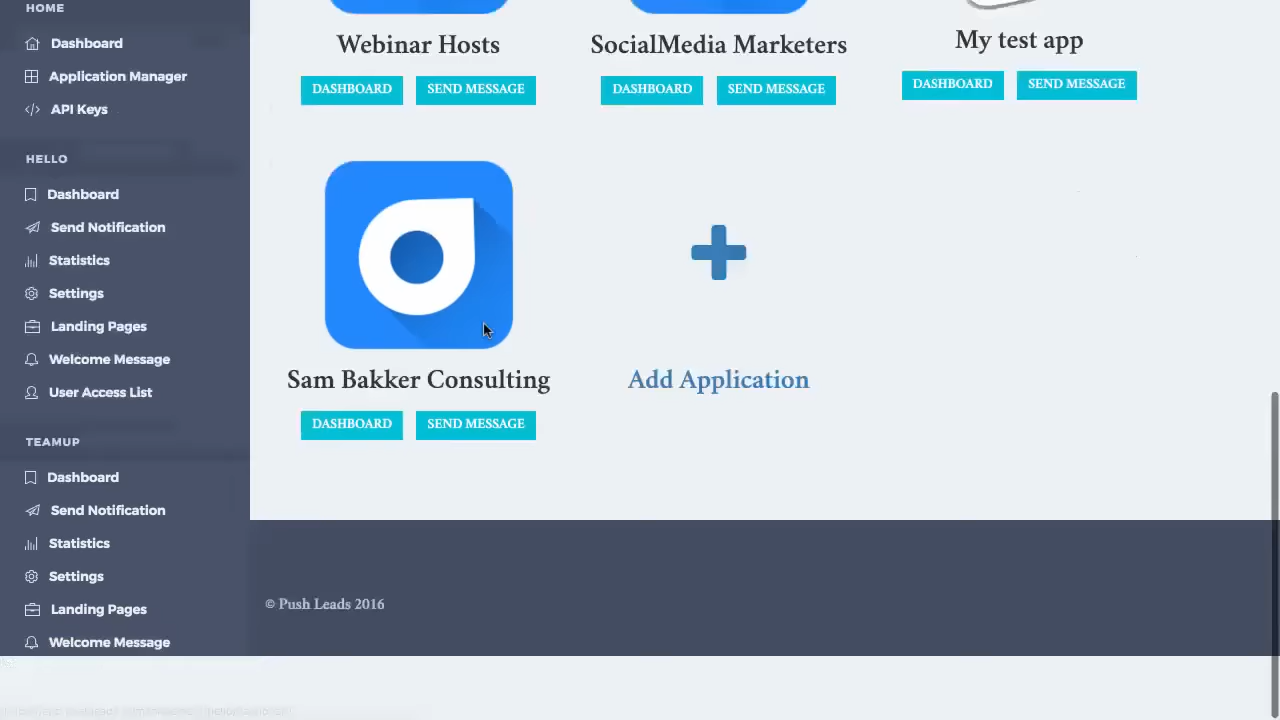 HOME
Dashboard
Application Manager
API Keys
HELLO
Dashboard
Send Notification
Statistics
Settings
Landing Pages
Welcome Message
User Access List
TEAMUP
Dashboard
Send Notification
Statistics
Settings
Landing Pages
Welcome Message
Webinar Hosts
DASHBOARD SEND MESSAGE
SocialMedia Marketers
DASHBOARD SEND MESSAGE
My test app
DASHBOARD SEND MESSAGE
Sam Bakker Consulting
DASHBOARD SEND MESSAGE
Add Application
© Push Leads 2016